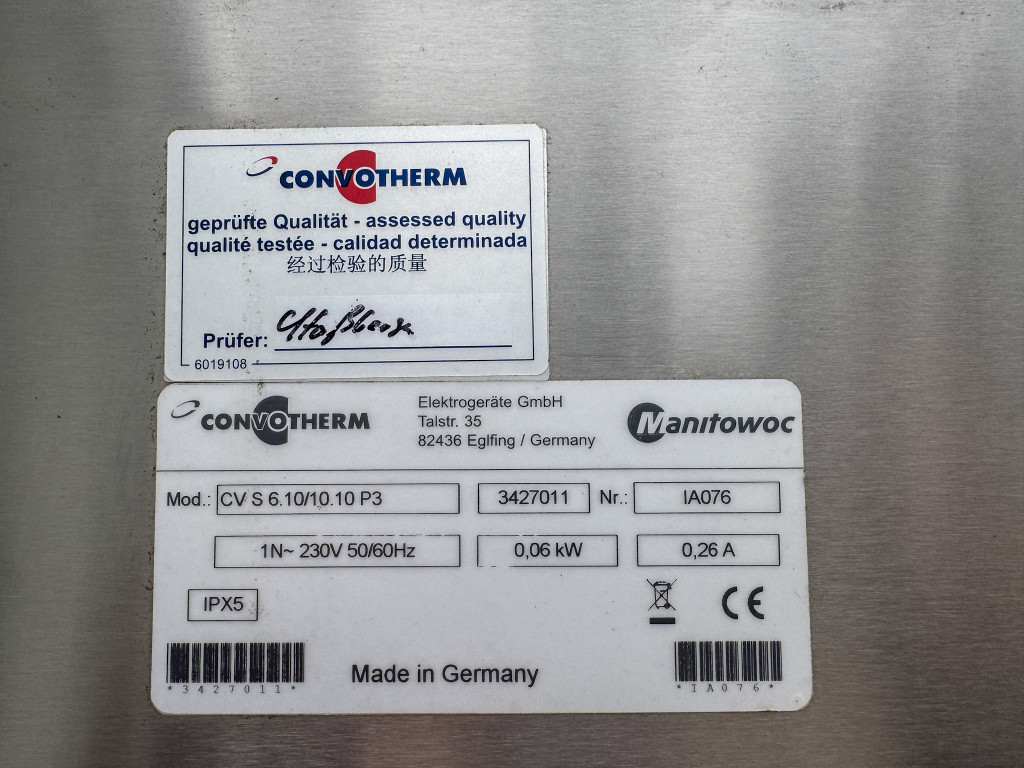 CONVOTHERM
geprüfte Qualität - assessed quality
qualité testée - calidad determinada
经过检验的质量
Prüfer:
6019108
CONVOTHERM
Elektrogeräte GmbH
Talstr. 35
82436 Eglfing / Germany
Manitowoc
Mod.: CV S 6.10/10.10 P3 3427011 Nr.: IA076
1N~ 230V 50/60Hz 0,06 kW 0,26 A
IPX5 CE
*3427011* Made in Germany *IA076*